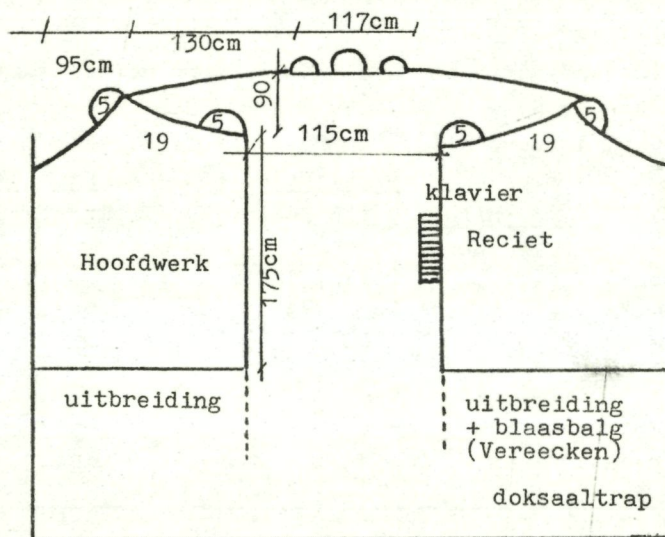 117cm
130cm
95cm
90
5
5
115cm
5
5
19
19
klavier
175cm
Hoofdwerk
Reciet
uitbreiding
uitbreiding
+ blaasbalg
(Vereecken)
doksaaltrap